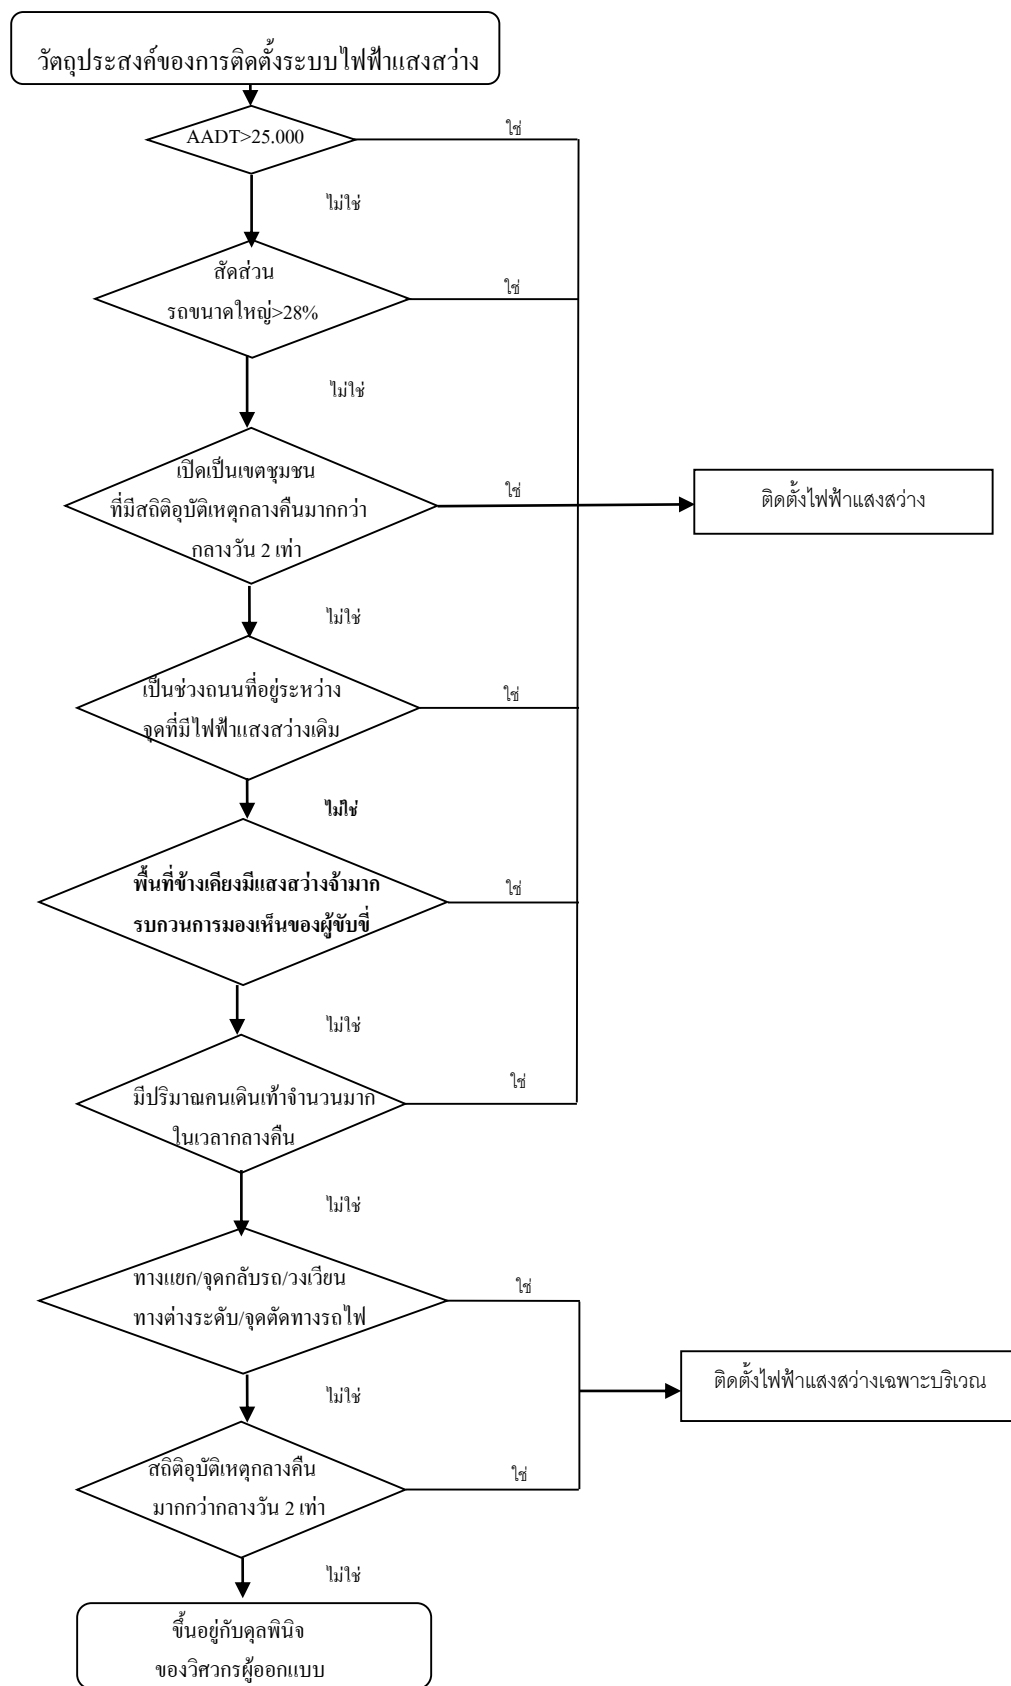 วัตถุประสงค์ของการติดตั้งระบบไฟฟ้าแสงสว่าง
AADT>25.000
ใช่
ไม่ใช่
สัดส่วน
รถขนาดใหญ่>28%
ใช่
ไม่ใช่
เปิดเป็นเขตชุมชน
ที่มีสถิติอุบัติเหตุกลางคืนมากกว่า
กลางวัน 2 เท่า
ใช่
ติดตั้งไฟฟ้าแสงสว่าง
ไม่ใช่
เป็นช่วงถนนที่อยู่ระหว่าง
จุดที่มีไฟฟ้าแสงสว่างเดิม
ใช่
ไม่ใช่
พื้นที่ข้างเคียงมีแสงสว่างจ้ามาก
รบกวนการมองเห็นของผู้ขับขี่
ใช่
ไม่ใช่
มีปริมาณคนเดินเท้าจำนวนมาก
ในเวลากลางคืน
ใช่
ไม่ใช่
ทางแยก/จุดกลับรถ/วงเวียน
ทางต่างระดับ/จุดตัดทางรถไฟ
ใช่
ติดตั้งไฟฟ้าแสงสว่างเฉพาะบริเวณ
ไม่ใช่
สถิติอุบัติเหตุกลางคืน
มากกว่ากลางวัน 2 เท่า
ใช่
ไม่ใช่
ขึ้นอยู่กับดุลพินิจ
ของวิศวกรผู้ออกแบบ